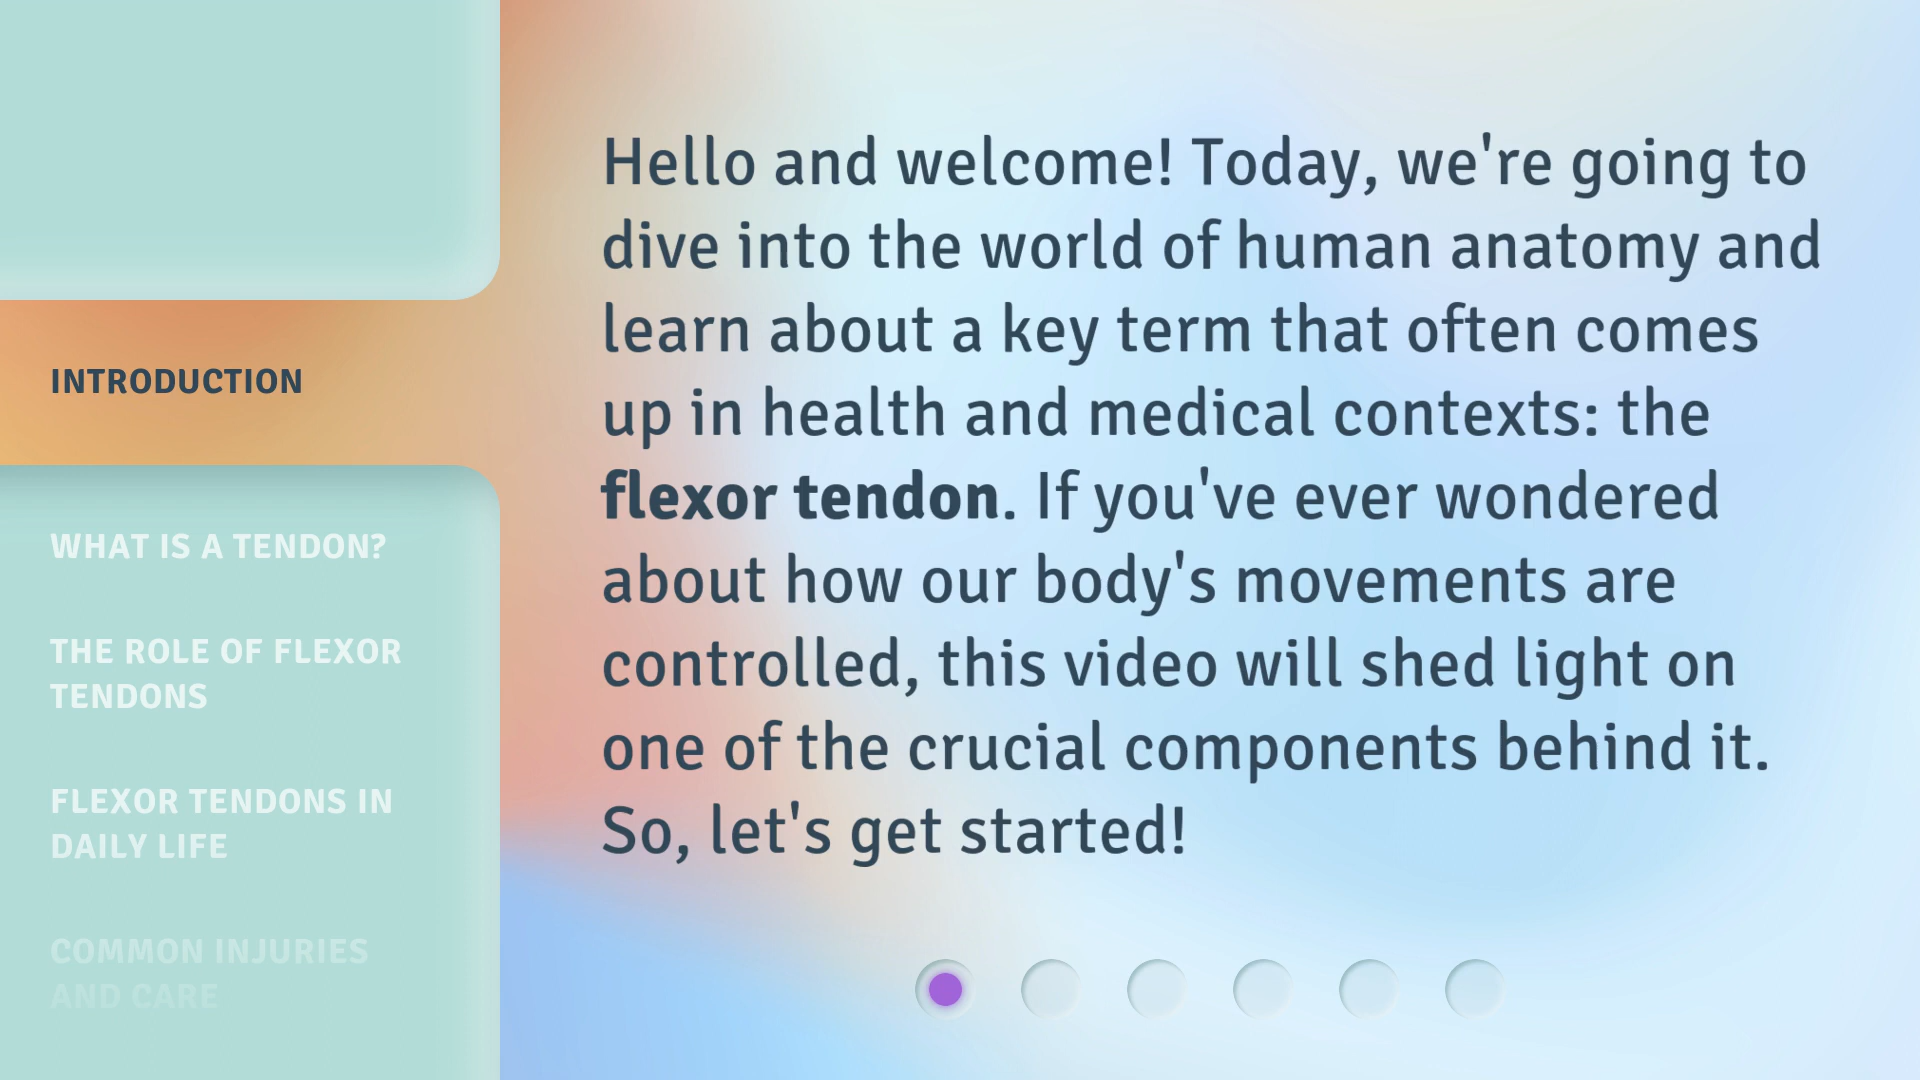 INTRODUCTION
WHAT IS A TENDON?
THE ROLE OF FLEXOR
TENDONS
FLEXOR TENDONS IN
DAILY LIFE
COMMON INJURIES
AND CARE
Hello and welcome! Today, we're going to
dive into the world of human anatomy and
learn about a key term that often comes
up in health and medical contexts: the
flexor tendon. If you've ever wondered
about how our body's movements are
controlled, this video will shed light on
one of the crucial components behind it.
So, let's get started!